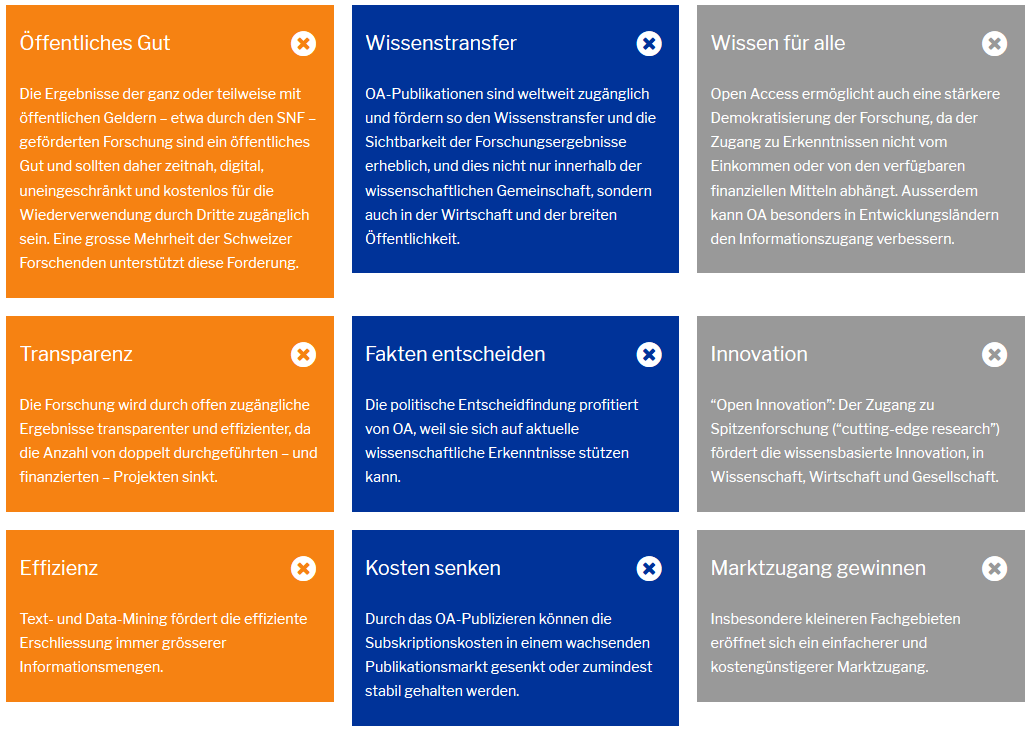 Öffentliches Gut
Die Ergebnisse der ganz oder teilweise mit
öffentlichen Geldern – etwa durch den SNF –
geförderten Forschung sind ein öffentliches
Gut und sollten daher zeitnah, digital,
uneingeschränkt und kostenlos für die
Wiederverwendung durch Dritte zugänglich
sein. Eine grosse Mehrheit der Schweizer
Forschenden unterstützt diese Forderung.
Wissenstransfer
OA-Publikationen sind weltweit zugänglich
und fördern so den Wissenstransfer und die
Sichtbarkeit der Forschungsergebnisse
erheblich, und dies nicht nur innerhalb der
wissenschaftlichen Gemeinschaft, sondern
auch in der Wirtschaft und der breiten
Öffentlichkeit.
Wissen für alle
Open Access ermöglicht auch eine stärkere
Demokratisierung der Forschung, da der
Zugang zu Erkenntnissen nicht vom
Einkommen oder von den verfügbaren
finanziellen Mitteln abhängt. Ausserdem
kann OA besonders in Entwicklungsländern
den Informationszugang verbessern.
Transparenz
Die Forschung wird durch offen zugängliche
Ergebnisse transparenter und effizienter, da
die Anzahl von doppelt durchgeführten – und
finanzierten – Projekten sinkt.
Fakten entscheiden
Die politische Entscheidfindung profitiert
von OA, weil sie sich auf aktuelle
wissenschaftliche Erkenntnisse stützen
kann.
Innovation
“Open Innovation”: Der Zugang zu
Spitzenforschung (“cutting-edge research”)
fördert die wissensbasierte Innovation, in
Wissenschaft, Wirtschaft und Gesellschaft.
Effizienz
Text- und Data-Mining fördert die effiziente
Erschliessung immer grösserer
Informationsmengen.
Kosten senken
Durch das OA-Publizieren können die
Subskriptionskosten in einem wachsenden
Publikationsmarkt gesenkt oder zumindest
stabil gehalten werden.
Marktzugang gewinnen
Insbesondere kleineren Fachgebieten
eröffnet sich ein einfacherer und
kostengünstigerer Marktzugang.